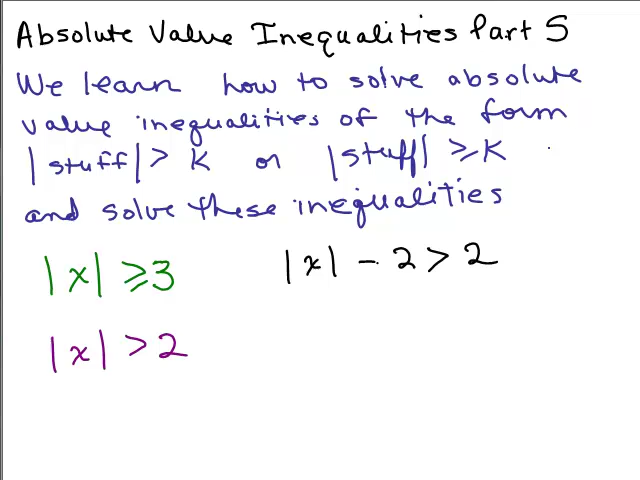 Absolute Value Inequalities Part 5
We learn how to solve absolute
value inequalities of the form
|stuff| > K or |stuff| ≥ K
and solve these inequalities
|x| ≥ 3
|x| - 2 > 2
|x| > 2